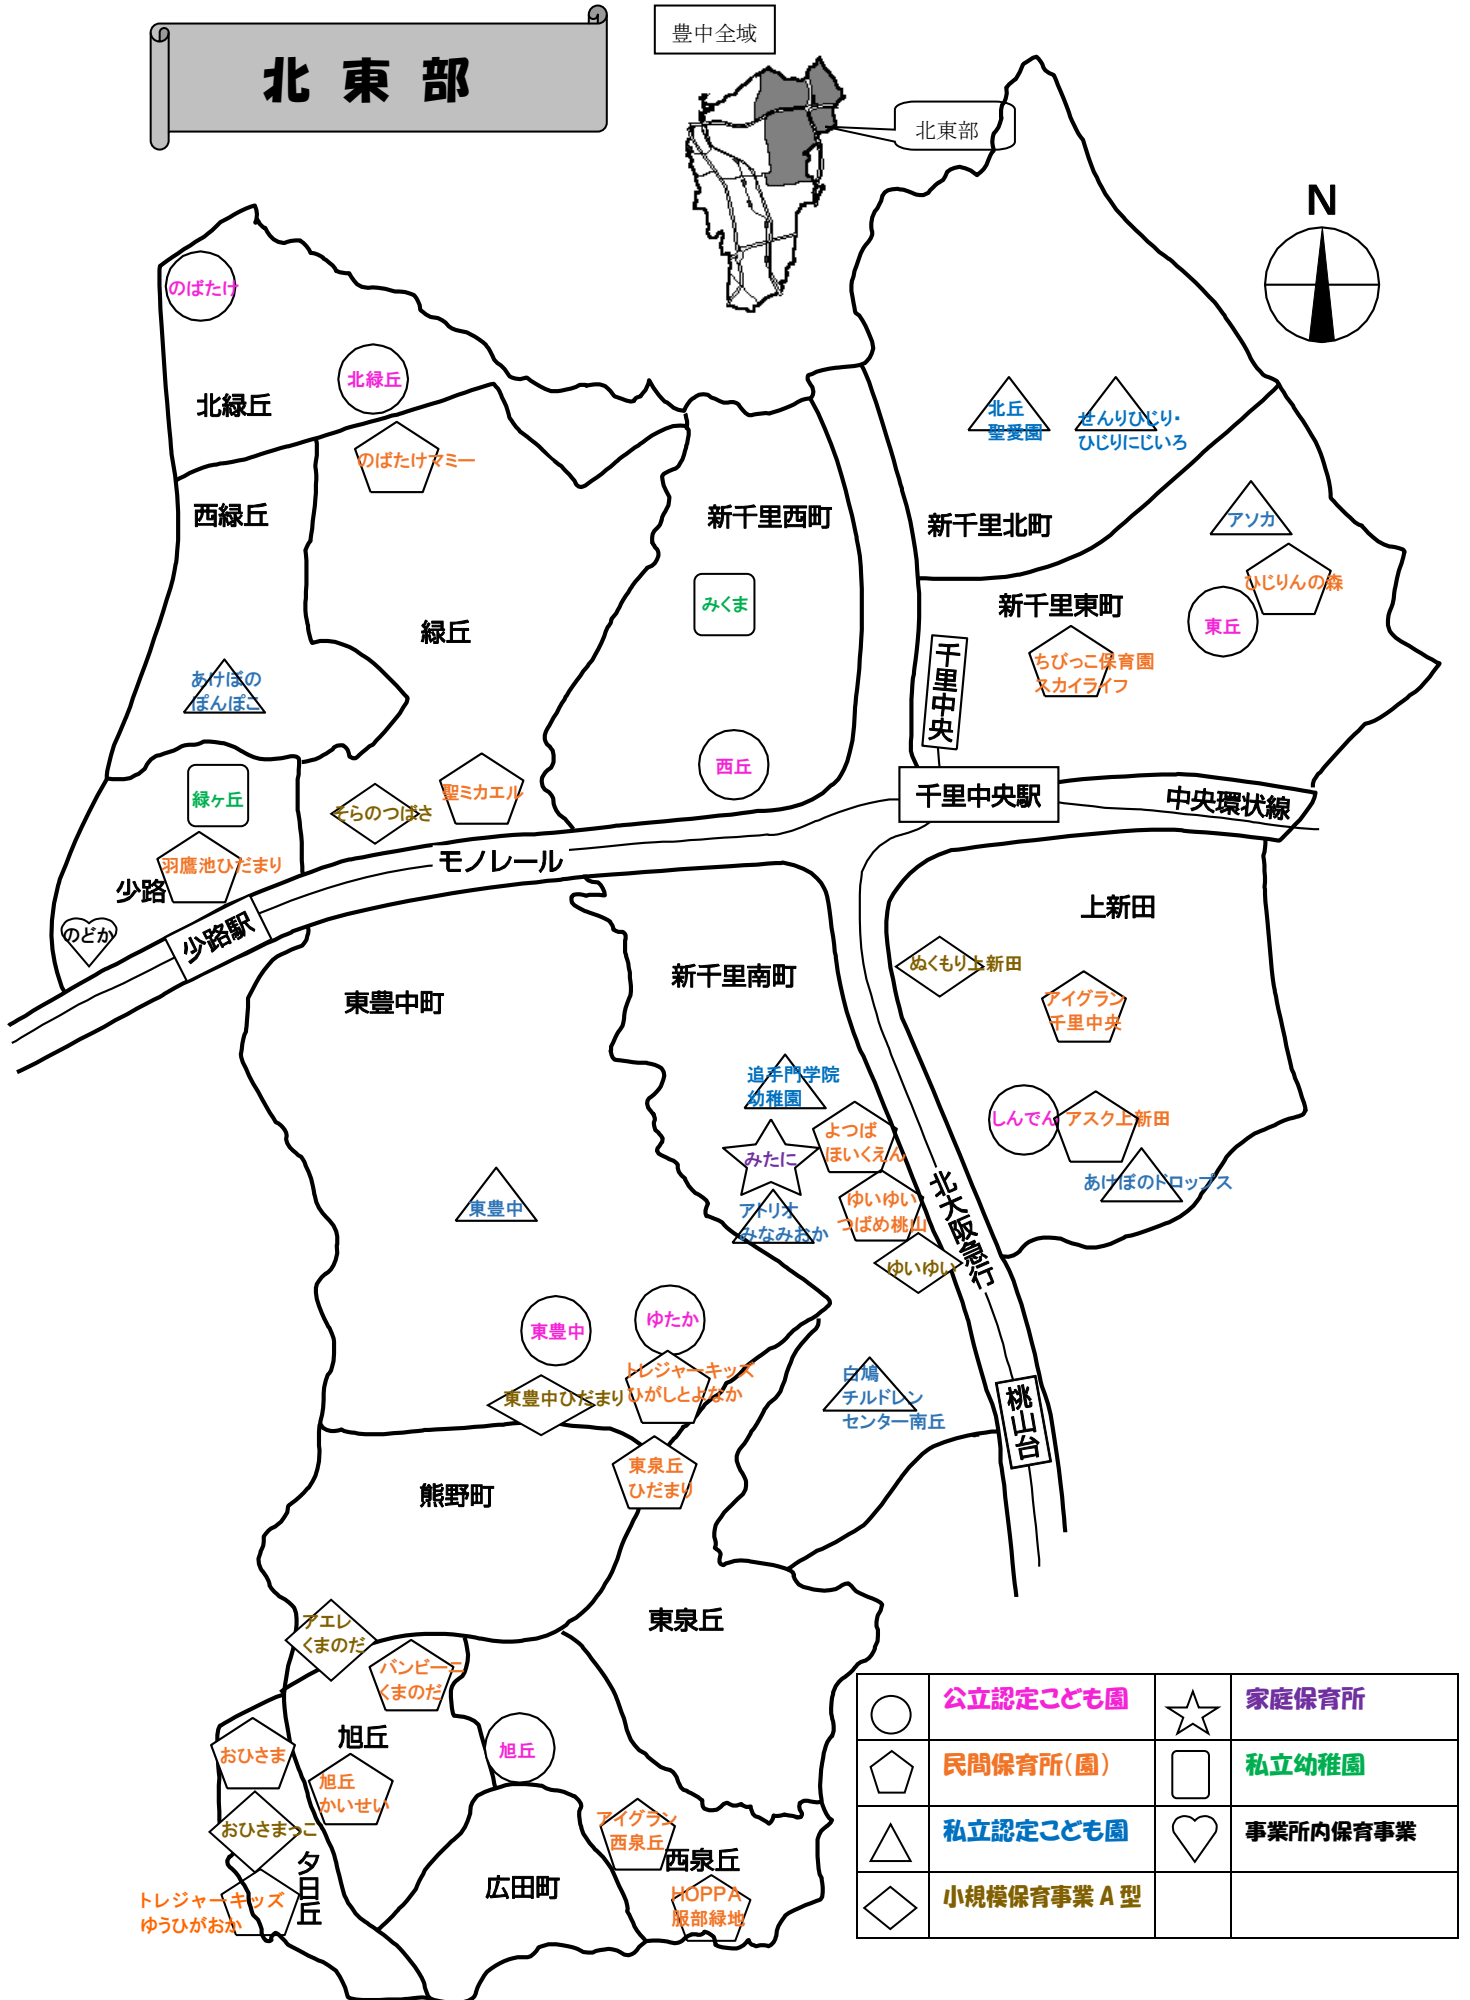 北東部
豊中全域
北東部
N
のばたけ
北緑丘
北緑丘
のばたけマミー
西緑丘
緑丘
新千里西町
みくま
西丘
北丘
聖愛園
せんりひじり・
ひじりにじいろ
新千里北町
アソカ
ひじりんの森
新千里東町
東丘
ちびっこ保育園
スカイライフ
千里中央
千里中央駅
中央環状線
あけぼの
ぽんぽこ
緑ヶ丘
そらのつばさ
聖ミカエル
羽鷹池ひだまり
少路
のどか
少路駅
モノレール
上新田
ぬくもり上新田
アイグラン
千里中央
しんでん
アスク上新田
あけぼのドロップス
東豊中町
新千里南町
追手門学院
幼稚園
みたに
よつば
ほいくえん
アトリオ
みなみおか
ゆいゆい
つばめ桃山
ゆいゆい
北大阪急行
東豊中
東豊中
ゆたか
トレジャーキッズ
ひがしとよなか
東豊中ひだまり
白鳩
チルドレン
センター南丘
桃山台
東泉丘
ひだまり
熊野町
東泉丘
アエレ
くまのだ
バンビーニ
くまのだ
旭丘
旭丘
おひさま
旭丘
かいせい
おひさまっこ
夕日丘
トレジャーキッズ
ゆうひがおか
広田町
アイグラン
西泉丘
西泉丘
HOPPA
服部緑地
公立認定こども園
家庭保育所
民間保育所(園)
私立幼稚園
私立認定こども園
事業所内保育事業
小規模保育事業A型